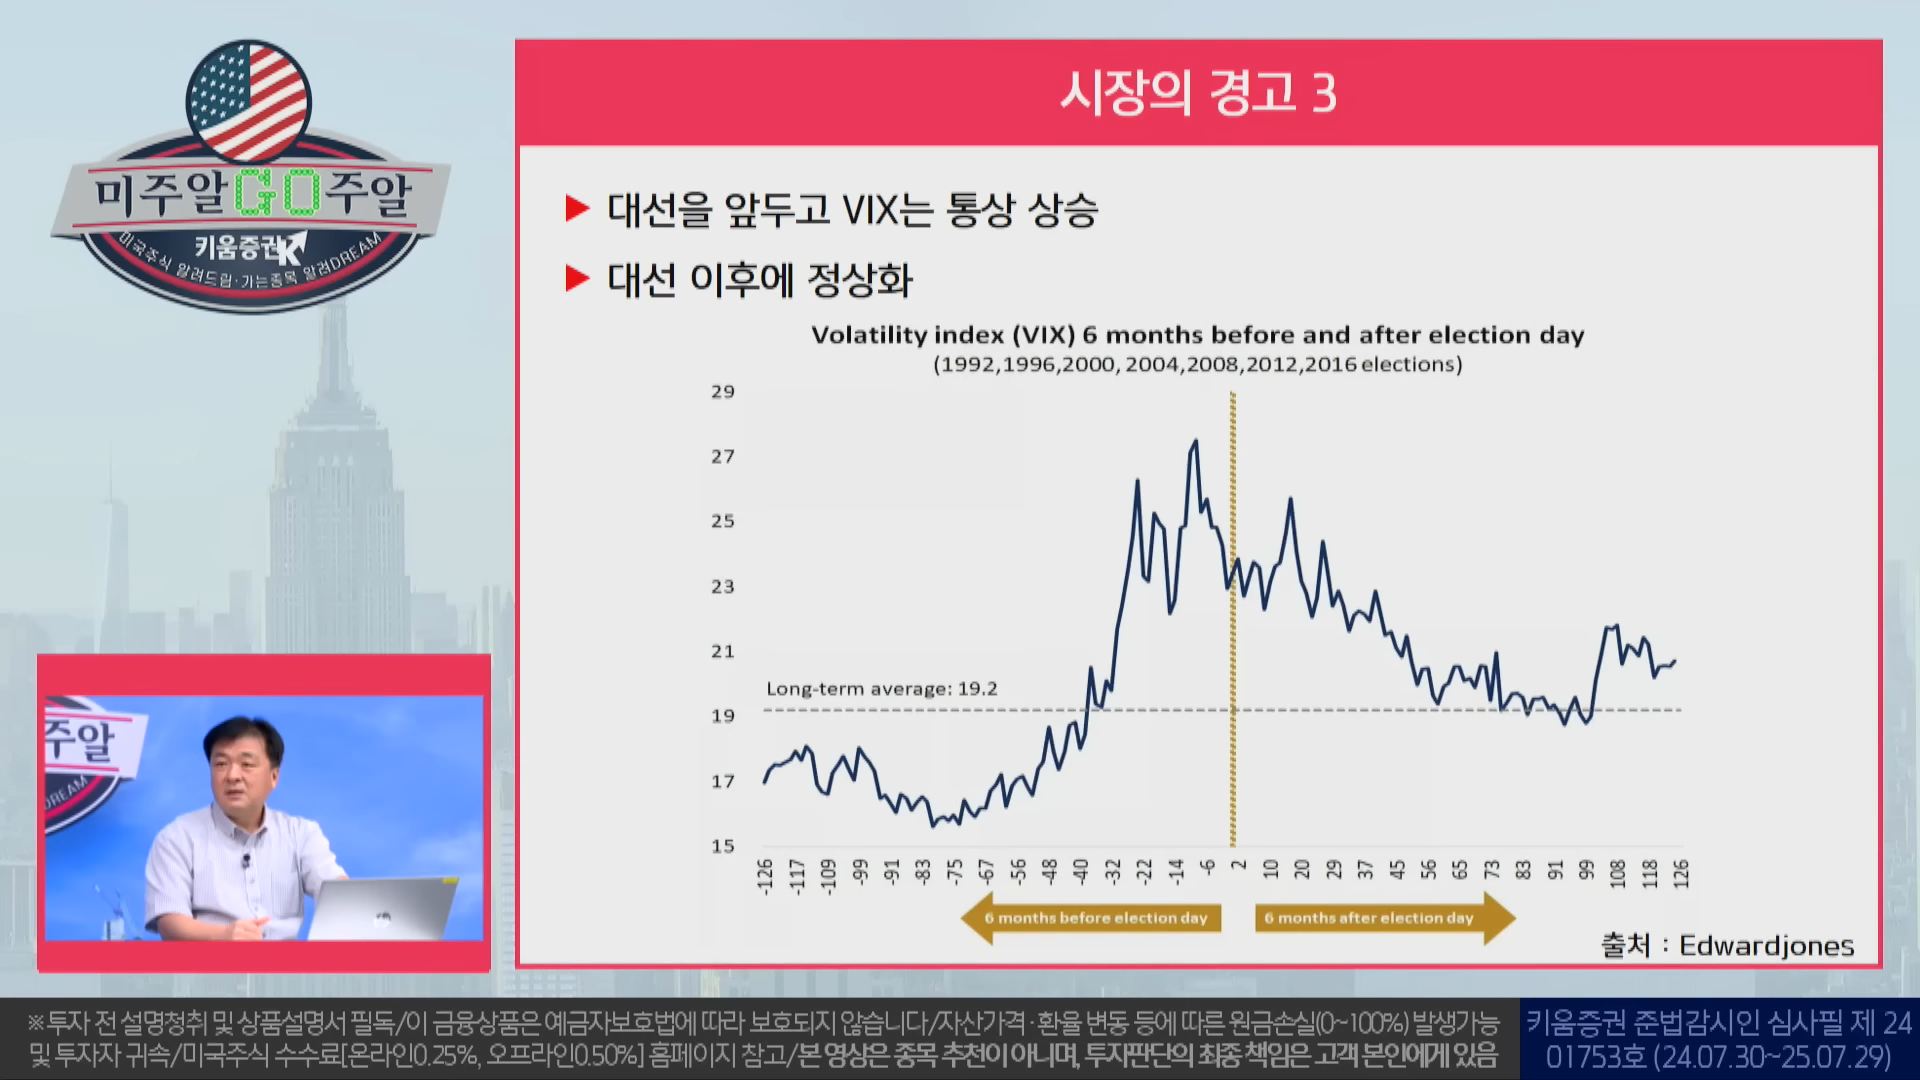 미주알GO주알
키움증권
미국주식 알려드림·가는종목 알려DREAM
주알
DREAM
시장의 경고 3
대선을 앞두고 VIX는 통상 상승
대선 이후에 정상화
Volatility index (VIX) 6 months before and after election day
(1992,1996,2000, 2004,2008,2012,2016 elections)
29
27
25
23
21
19
17
15
Long-term average: 19.2
-126 -117 -109 -99 -91 -83 -75 -67 -56 -48 -40 -32 -22 -14 -6 2 10 20 29 37 45 56 65 73 83 91 99 108 118 126
6 months before election day
6 months after election day
출처 : Edwardjones
※투자 전 설명청취 및 상품설명서 필독/이 금융상품은 예금자보호법에 따라 보호되지 않습니다/자산가격·환율 변동 등에 따른 원금손실(0~100%) 발생가능
및 투자자 귀속/미국주식 수수료[온라인0.25%, 오프라인0.50%] 홈페이지 참고/본 영상은 종목 추천이 아니며, 투자판단의 최종 책임은 고객 본인에게 있음
키움증권 준법감시인 심사필 제 24
01753호 (24.07.30~25.07.29)